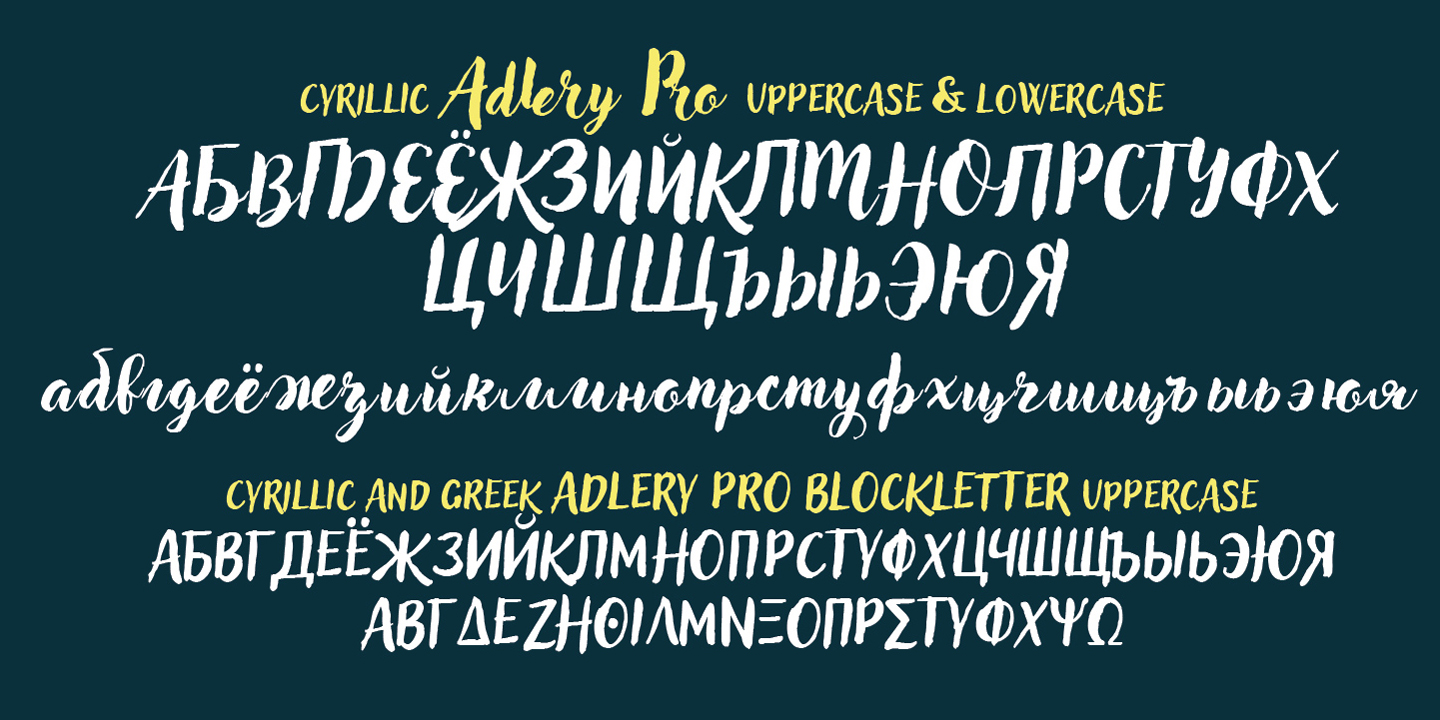 CYRILLIC Adlery Pro UPPERCASE & LOWERCASE
АБВГДЕЁЖЗИЙКЛМНОПРСТУФХ
ЦЧШЩЪЫЬЭЮЯ
абвгдеёжзийклмнопрстуфхцчшщъыьэюя
CYRILLIC AND GREEK ADLERY PRO BLOCKLETTER UPPERCASE
АБВГДЕЁЖЗИЙКЛМНОПРСТУФХЦЧШЩЪЫЬЭЮЯ
ΑΒΓΔΕΖΗΘΙΛΜΝΞΟΠΡΣΤΥΦΧΨΩ